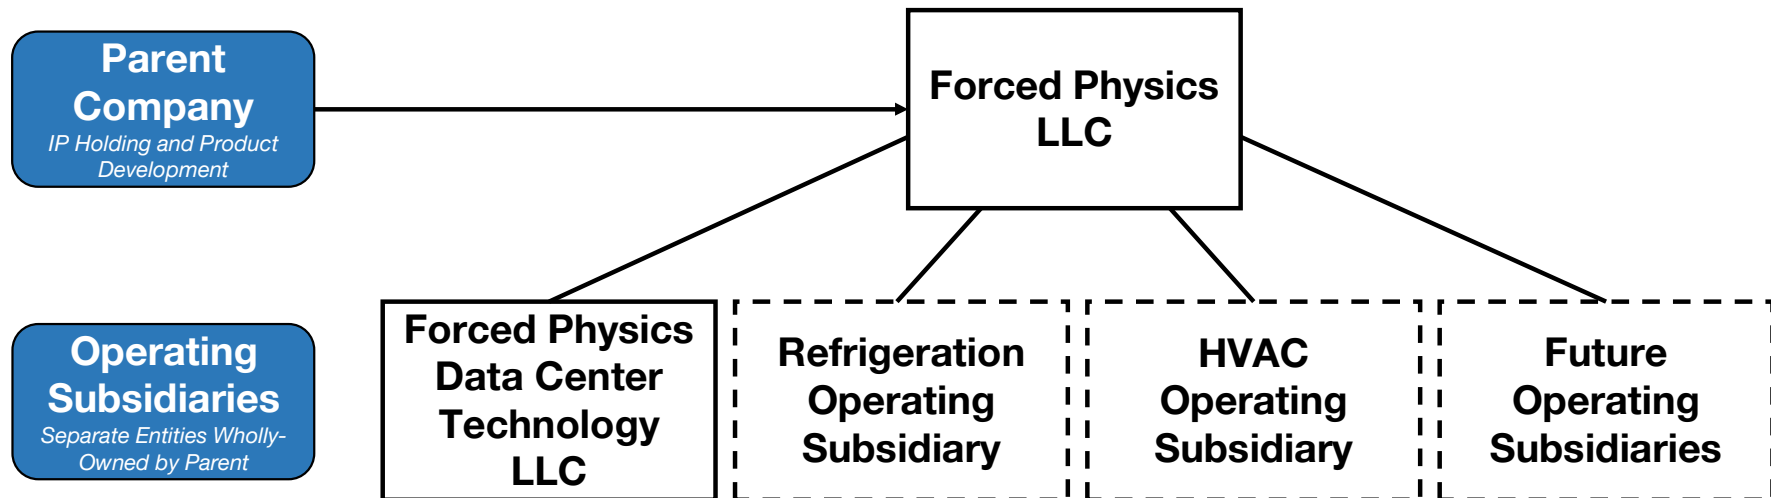 Parent
Company
IP Holding and Product
Development
Forced Physics
LLC
Operating
Subsidiaries
Separate Entities Wholly-
Owned by Parent
Forced Physics
Data Center
Technology
LLC
Refrigeration
Operating
Subsidiary
HVAC
Operating
Subsidiary
Future
Operating
Subsidiaries